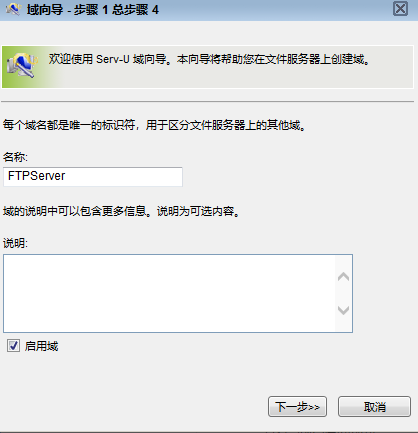 域向导 - 步骤 1 总步骤 4
欢迎使用 Serv-U 域向导。本向导将帮助您在文件服务器上创建域。
每个域名都是唯一的标识符，用于区分文件服务器上的其他域。
名称:
FTPServer
域的说明中可以包含更多信息。说明为可选内容。
说明:
启用域
下一步>> 取消